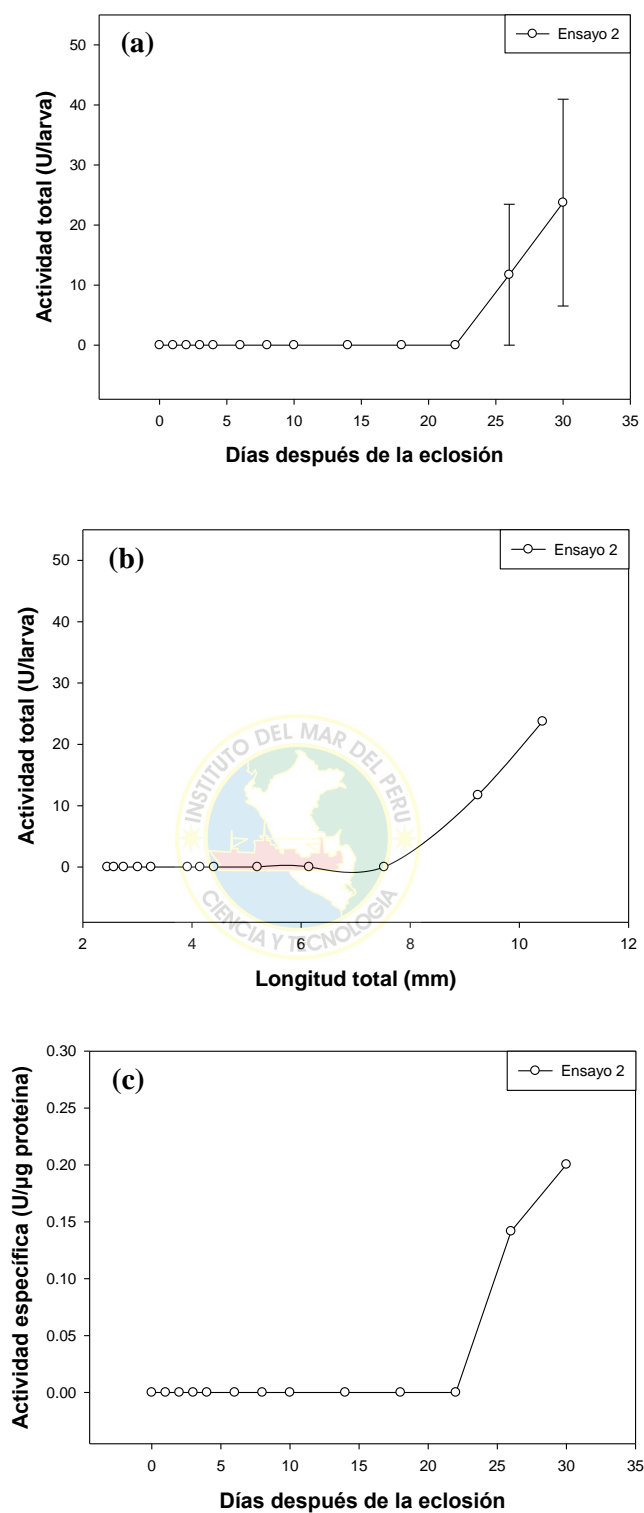 (a)
Ensayo 2
50
40
30
20
10
0
Actividad total (U/larva)
0 5 10 15 20 25 30 35
Días después de la eclosión
(b)
Ensayo 2
50
40
30
20
10
0
Actividad total (U/larva)
INSTITUTO DEL MAR DEL PERU
CIENCIA Y TECNOLOGIA
2 4 6 8 10 12
Longitud total (mm)
(c)
Ensayo 2
0.30
0.25
0.20
0.15
0.10
0.05
0.00
Actividad específica (U/µg proteína)
0 5 10 15 20 25 30 35
Días después de la eclosión